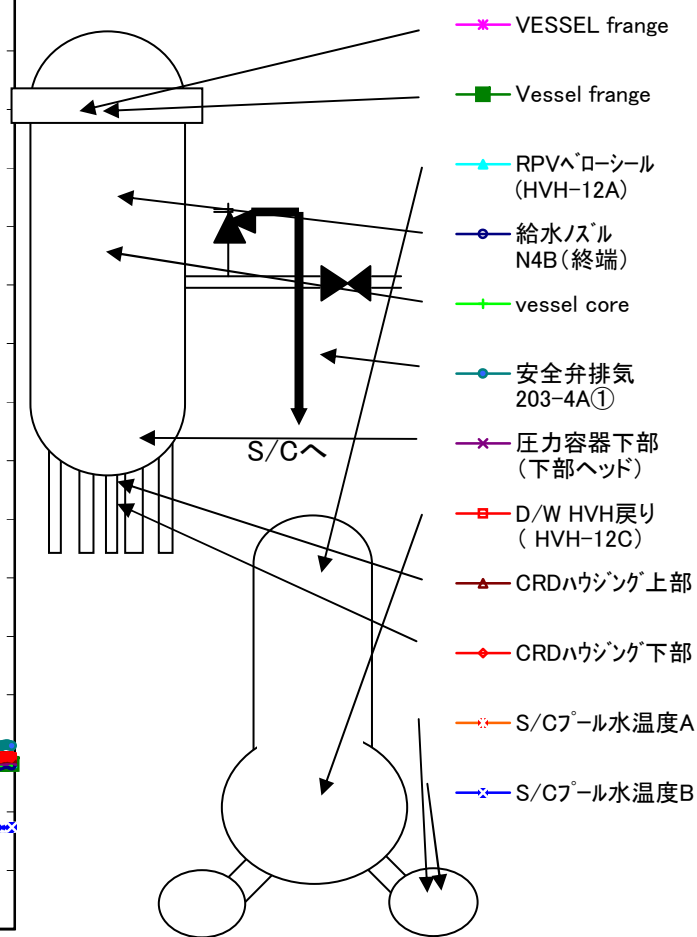 VESSEL frange
Vessel frange
RPVベローシール
(HVH-12A)
給水ノズル
N4B(終端)
vessel core
安全弁排気
203-4A①
圧力容器下部
(下部ヘッド)
D/W HVH戻り
( HVH-12C)
CRDハウジング上部
CRDハウジング下部
S/Cプール水温度A
S/Cプール水温度B
S/Cへ